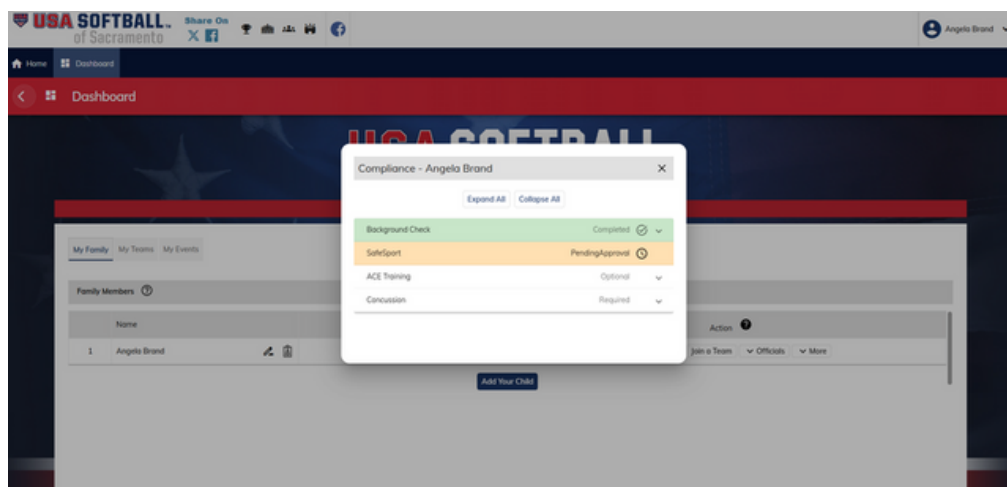 USA SOFTBALL
of Sacramento
Share On
Angela Brand
Home
Dashboard
Dashboard
USA SOFTBALL
Compliance - Angela Brand
Expand All Collapse All
Background Check Completed
SafeSport PendingApproval
ACE Training Optional
Concussion Required
My Family My Teams My Events
Family Members
Name Action
1 Angela Brand Join a Team Officials More
Add Your Child